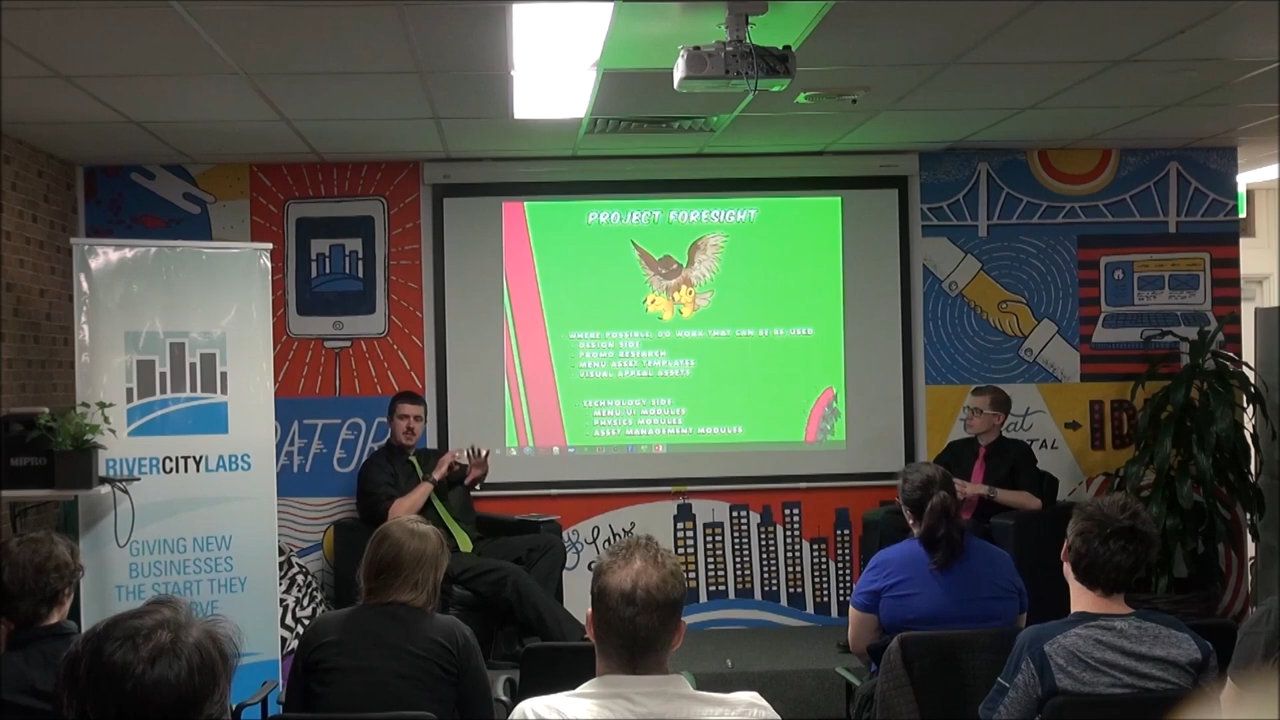 PROJECT FORESIGHT
WHERE POSSIBLE, DO WORK THAT CAN BE RE-USED
- DESIGN SIDE
- PROMO RESEARCH
- MENU ASSET TEMPLATES
- VISUAL APPEAL ASSETS
- TECHNOLOGY SIDE
- MENU/UI MODULES
- PHYSICS MODULES
- ASSET MANAGEMENT MODULES
RIVERCITYLABS
GIVING NEW
BUSINESSES
THE START THEY
MIPRO
Labs